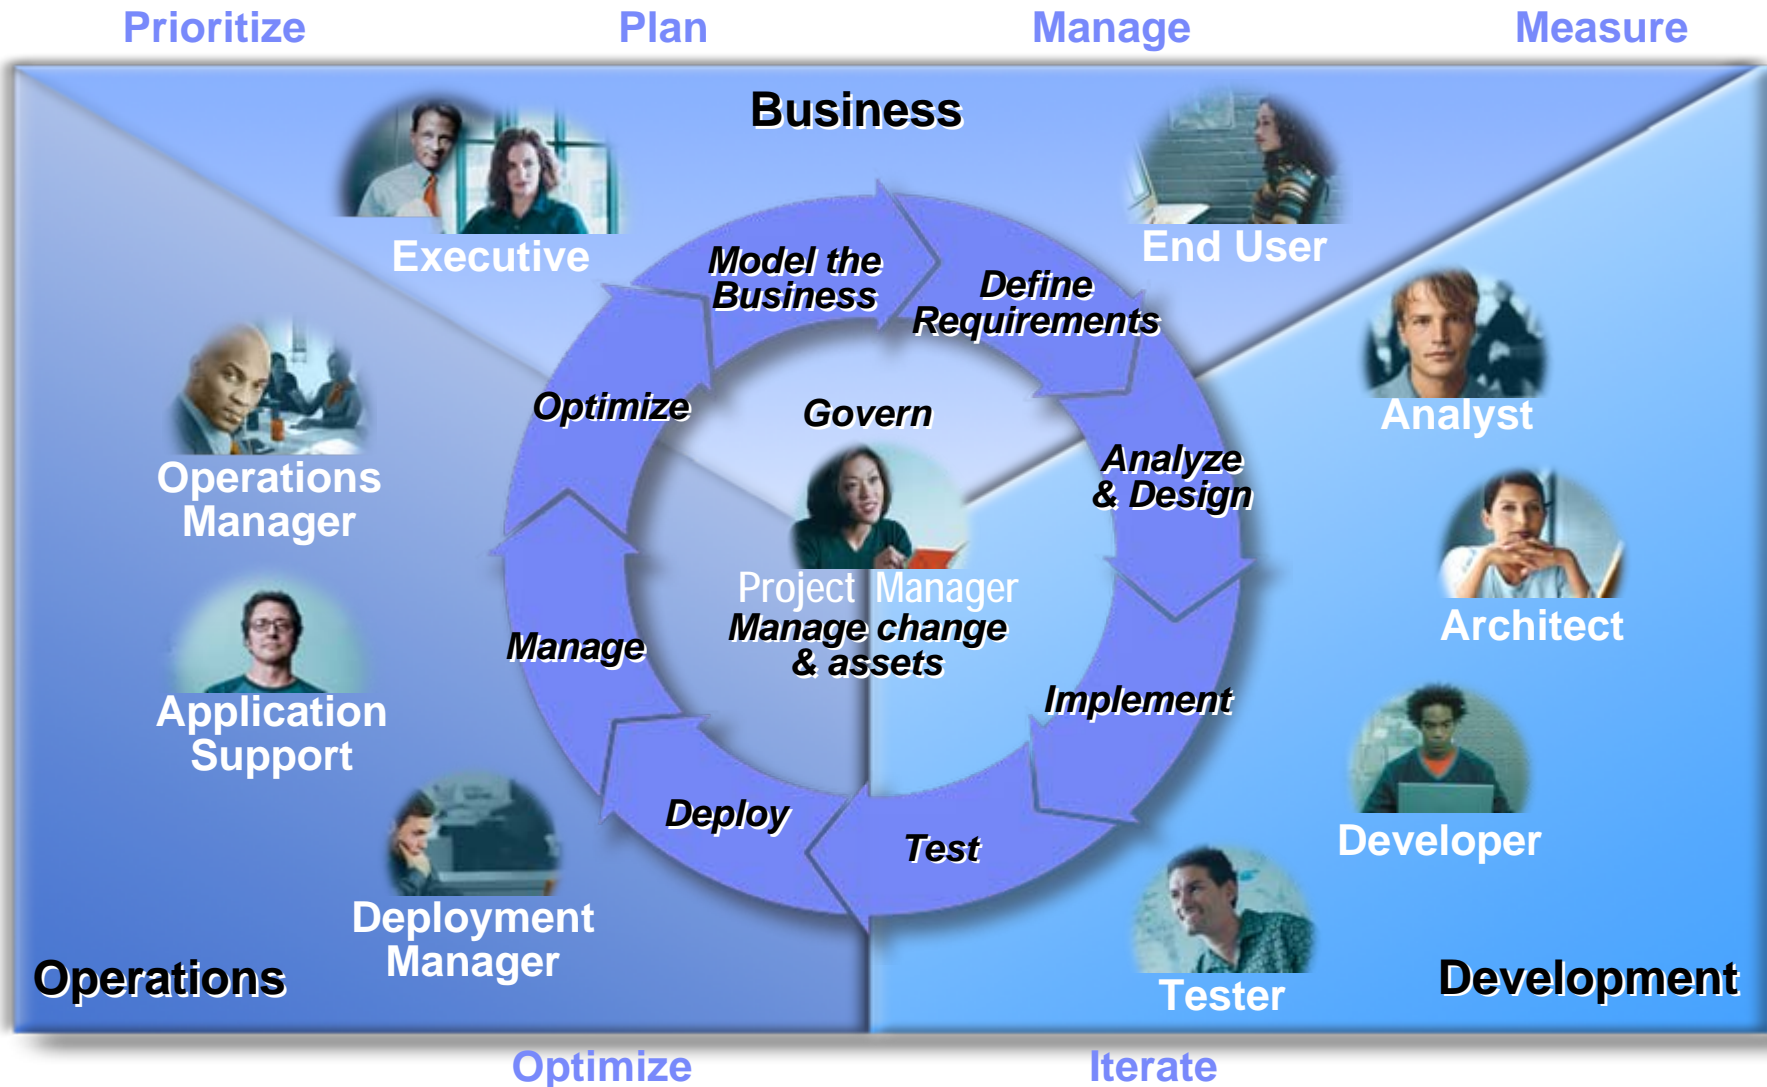 Prioritize Plan Manage Measure
Business
Executive
End User
Model the
Business
Define
Requirements
Optimize
Govern
Analyst
Analyze
& Design
Operations
Manager
Project Manager
Manage change
& assets
Architect
Manage
Implement
Application
Support
Deploy
Test
Developer
Deployment
Manager
Tester
Operations
Development
Optimize Iterate